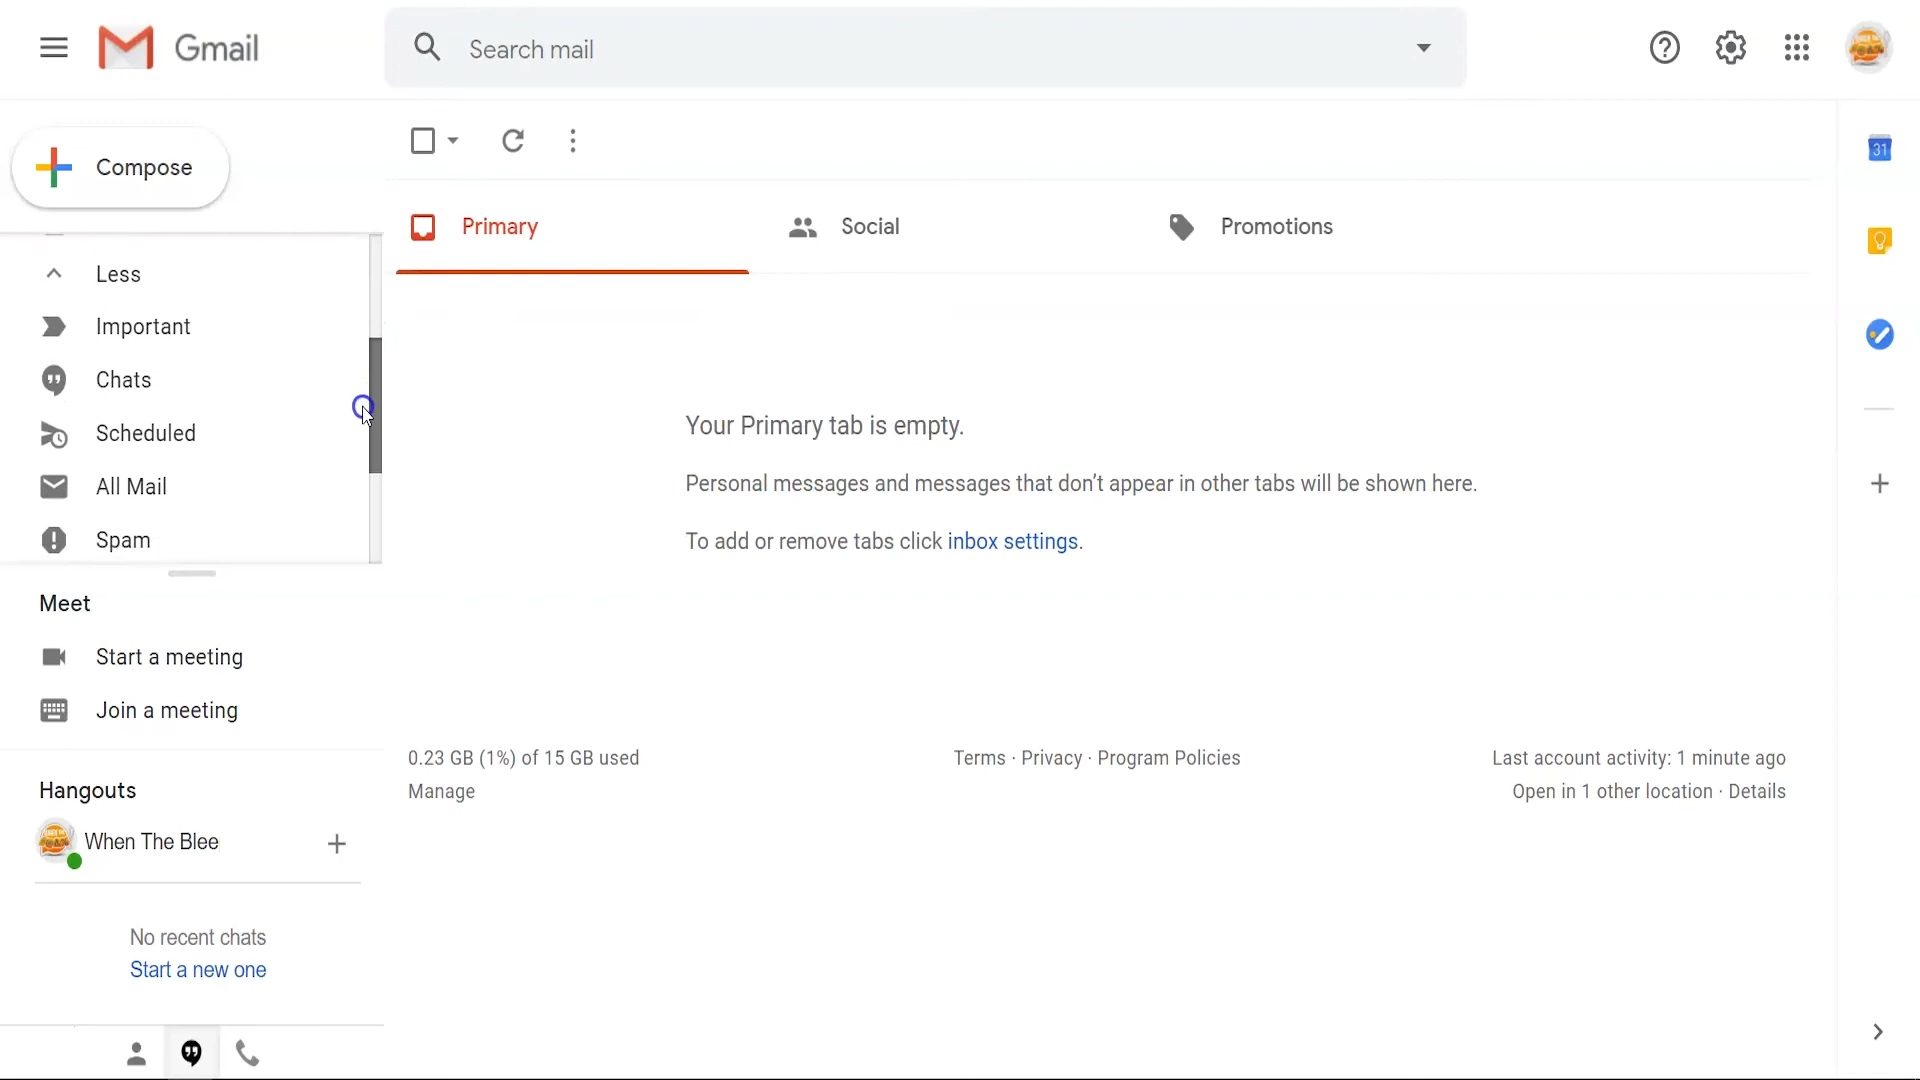 Gmail
Search mail
Compose
Primary
Social
Promotions
Less
Important
Chats
Scheduled
All Mail
Spam
Your Primary tab is empty.
Personal messages and messages that don’t appear in other tabs will be shown here.
To add or remove tabs click inbox settings.
Meet
Start a meeting
Join a meeting
0.23 GB (1%) of 15 GB used
Manage
Terms · Privacy · Program Policies
Last account activity: 1 minute ago
Open in 1 other location · Details
Hangouts
When The Blee
No recent chats
Start a new one
31